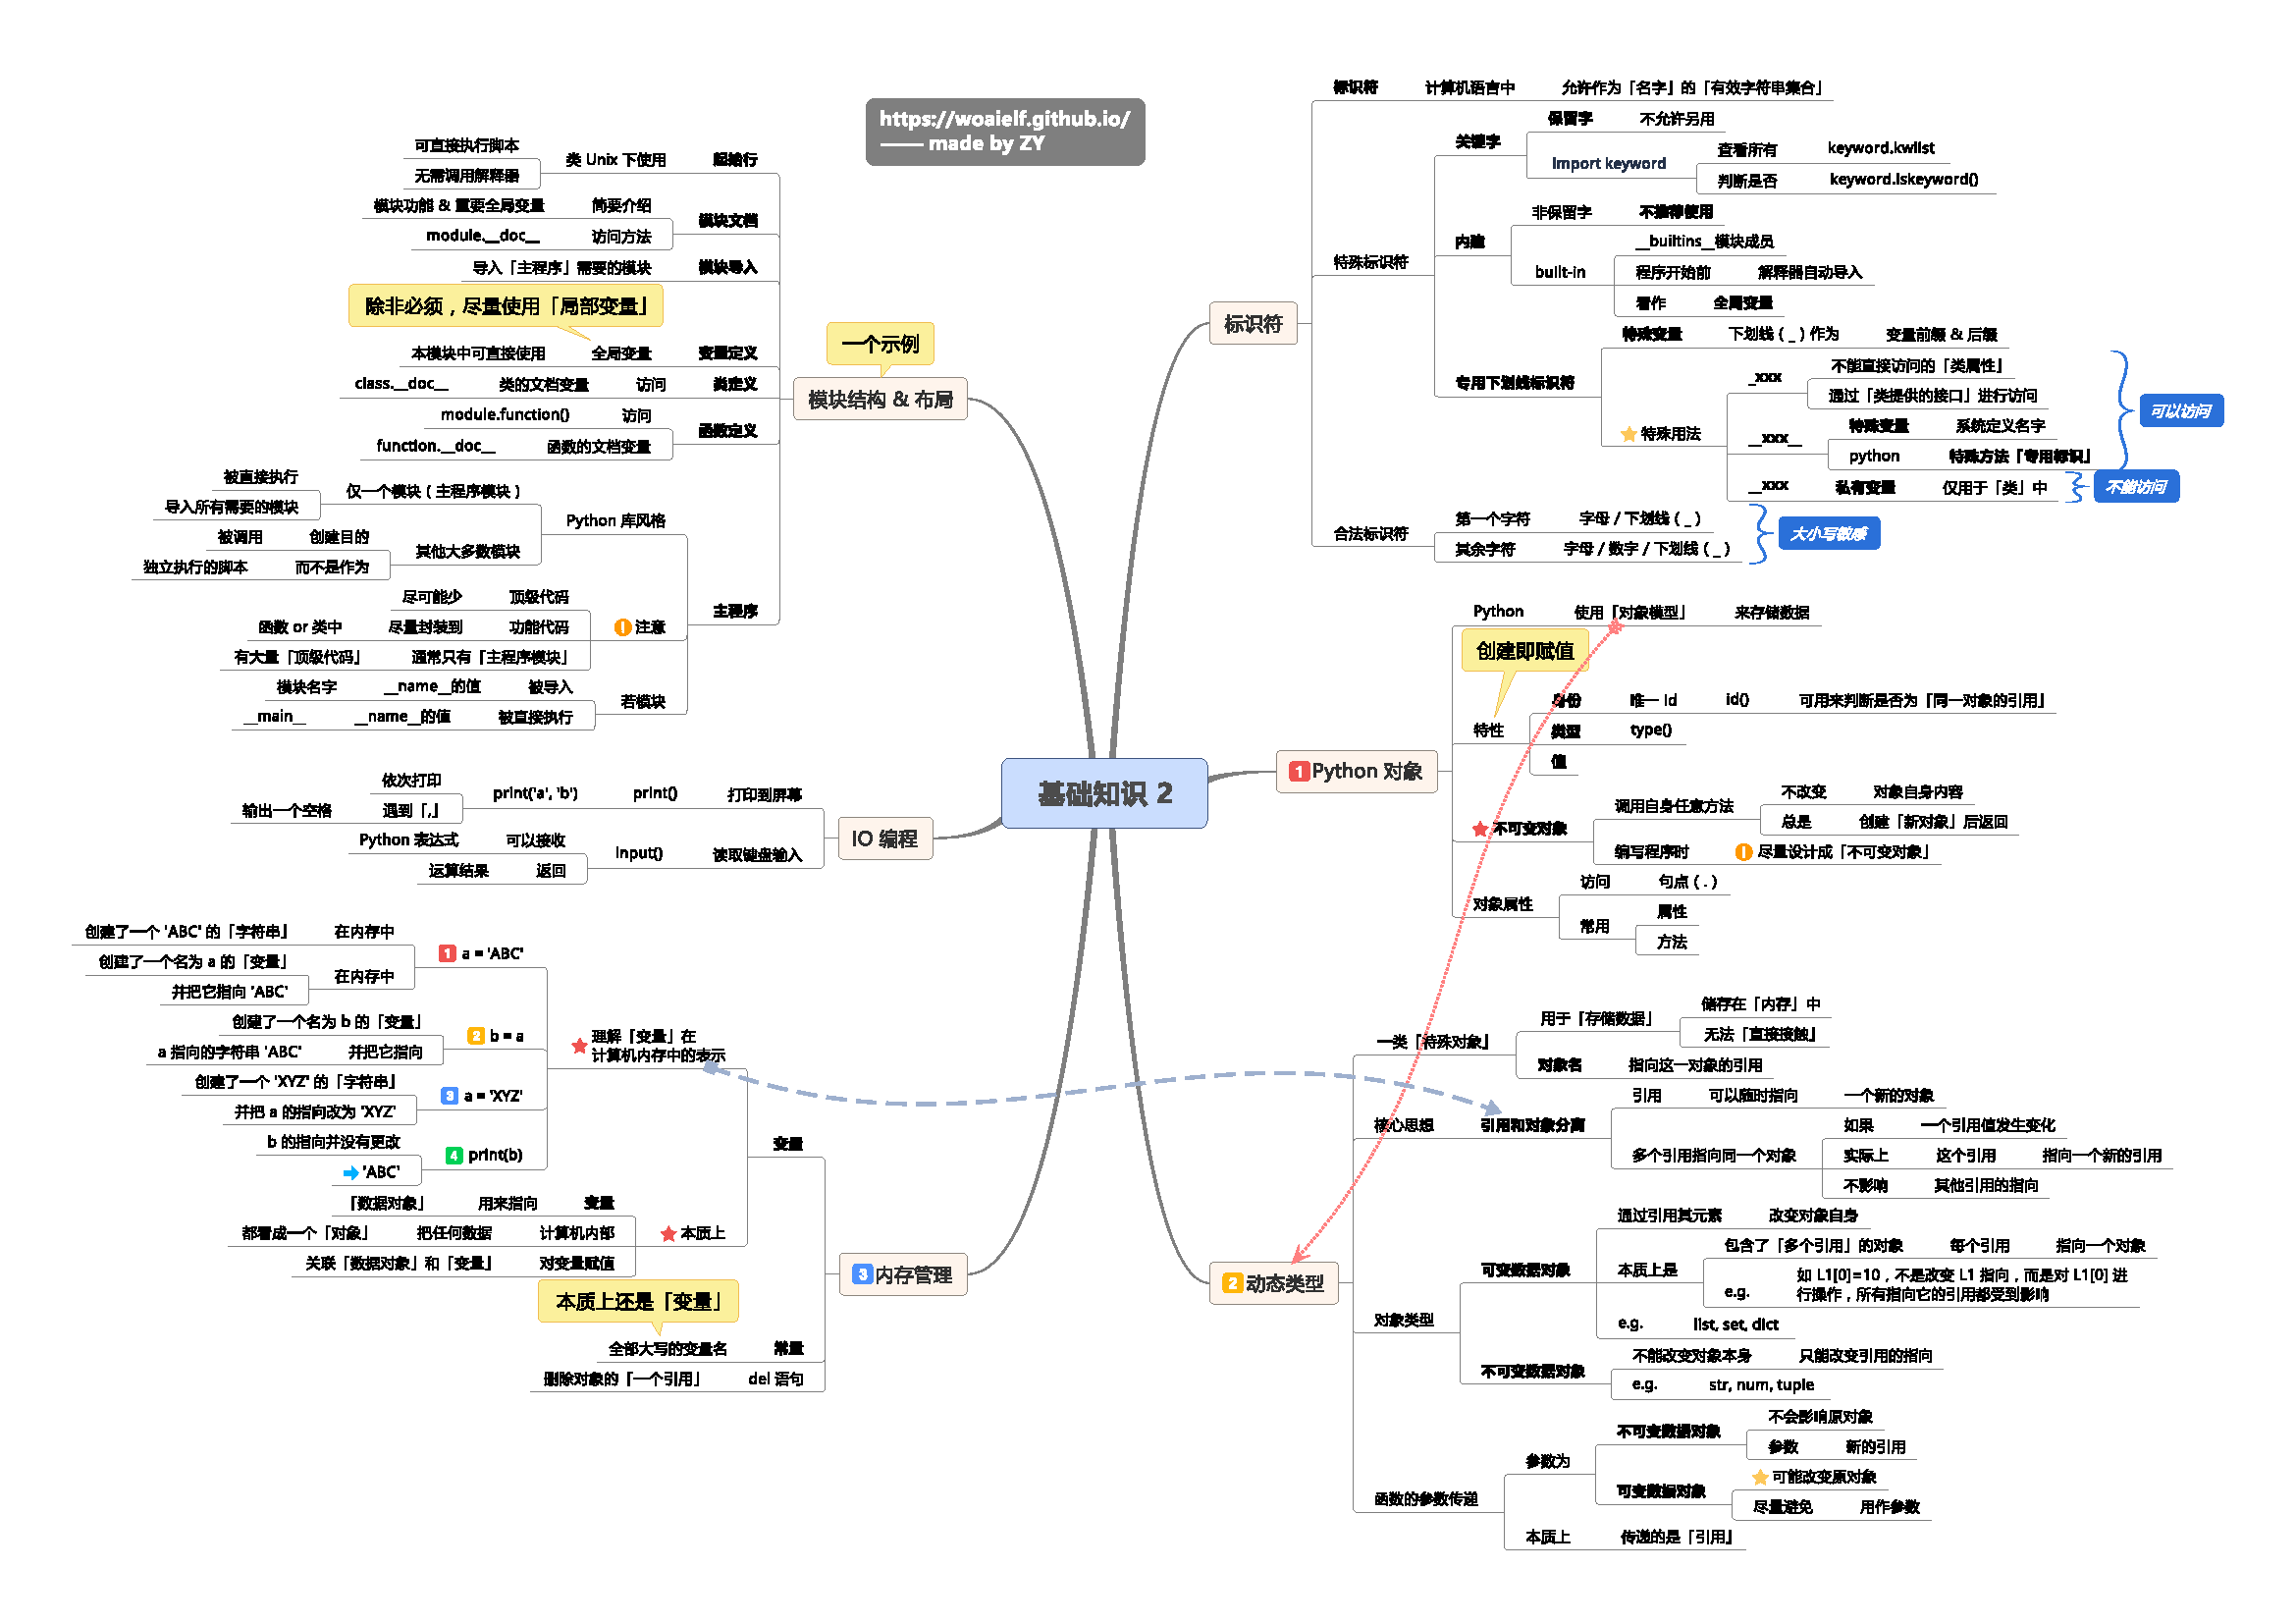 https://woaielf.github.io/
—— made by ZY
基础知识 2
标识符
标识符 计算机语言中 允许作为「名字」的「有效字符串集合」
特殊标识符
关键字
保留字 不允许另用
import keyword
查看所有 keyword.kwlist
判断是否 keyword.iskeyword()
内建
非保留字 不推荐使用
built-in
__builtins__模块成员
程序开始前 解释器自动导入
看作 全局变量
专用下划线标识符
特殊变量 下划线 ( _ ) 作为 变量前缀 & 后缀
特殊用法
_xxx
不能直接访问的「类属性」
通过「类提供的接口」进行访问
__xxx__
特殊变量 系统定义名字
python 特殊方法「专用标识」
可以访问
__xxx 私有变量 仅用于「类」中
不能访问
合法标识符
第一个字符 字母 / 下划线 ( _ )
其余字符 字母 / 数字 / 下划线 ( _ )
大小写敏感
1 Python 对象
Python 使用「对象模型」 来存储数据
创建即赋值
特性
身份 唯一 id id() 可用来判断是否为「同一对象的引用」
类型 type()
值
不可变对象
调用自身任意方法
不改变 对象自身内容
总是 创建「新对象」后返回
编写程序时 尽量设计成「不可变对象」
对象属性
访问 句点 ( . )
常用
属性
方法
2 动态类型
一类「特殊对象」
用于「存储数据」
储存在「内存」中
无法「直接接触」
对象名 指向这一对象的引用
核心思想 引用和对象分离
引用 可以随时指向 一个新的对象
多个引用指向同一个对象
如果 一个引用值发生变化
实际上 这个引用 指向一个新的引用
不影响 其他引用的指向
对象类型
可变数据对象
通过引用其元素 改变对象自身
本质上是
包含了「多个引用」的对象 每个引用 指向一个对象
e.g.
如 L1[0]=10，不是改变 L1 指向，而是对 L1[0] 进
行操作，所有指向它的引用都受到影响
e.g. list, set, dict
不可变数据对象
不能改变对象本身 只能改变引用的指向
e.g. str, num, tuple
函数的参数传递
参数为
不可变数据对象
不会影响原对象
参数 新的引用
可变数据对象
可能改变原对象
尽量避免 用作参数
本质上 传递的是「引用」
一个示例
模块结构 & 布局
起始行 类 Unix 下使用
可直接执行脚本
无需调用解释器
模块文档
简要介绍 模块功能 & 重要全局变量
访问方法 module.__doc__
模块导入 导入「主程序」需要的模块
除非必须，尽量使用「局部变量」
变量定义 全局变量 本模块中可直接使用
类定义 访问 类的文档变量 class.__doc__
函数定义
访问 module.function()
函数的文档变量 function.__doc__
主程序
Python 库风格
仅一个模块 ( 主程序模块 )
被直接执行
导入所有需要的模块
其他大多数模块
创建目的 被调用
而不是作为 独立执行的脚本
注意
顶级代码 尽可能少
功能代码 尽量封装到 函数 or 类中
通常只有「主程序模块」 有大量「顶级代码」
若模块
被导入 __name__的值 模块名字
被直接执行 __name__的值 __main__
IO 编程
打印到屏幕 print() print('a', 'b')
依次打印
遇到「,」 输出一个空格
读取键盘输入 input()
可以接收 Python 表达式
返回 运算结果
3 内存管理
变量
理解「变量」在
计算机内存中的表示
1 a = 'ABC'
在内存中 创建了一个 'ABC' 的「字符串」
在内存中
创建了一个名为 a 的「变量」
并把它指向 'ABC'
2 b = a
创建了一个名为 b 的「变量」
并把它指向 a 指向的字符串 'ABC'
3 a = 'XYZ'
创建了一个 'XYZ' 的「字符串」
并把 a 的指向改为 'XYZ'
4 print(b)
b 的指向并没有更改
'ABC'
本质上
变量 用来指向 「数据对象」
计算机内部 把任何数据 都看成一个「对象」
对变量赋值 关联「数据对象」和「变量」
本质上还是「变量」
常量 全部大写的变量名
del 语句 删除对象的「一个引用」